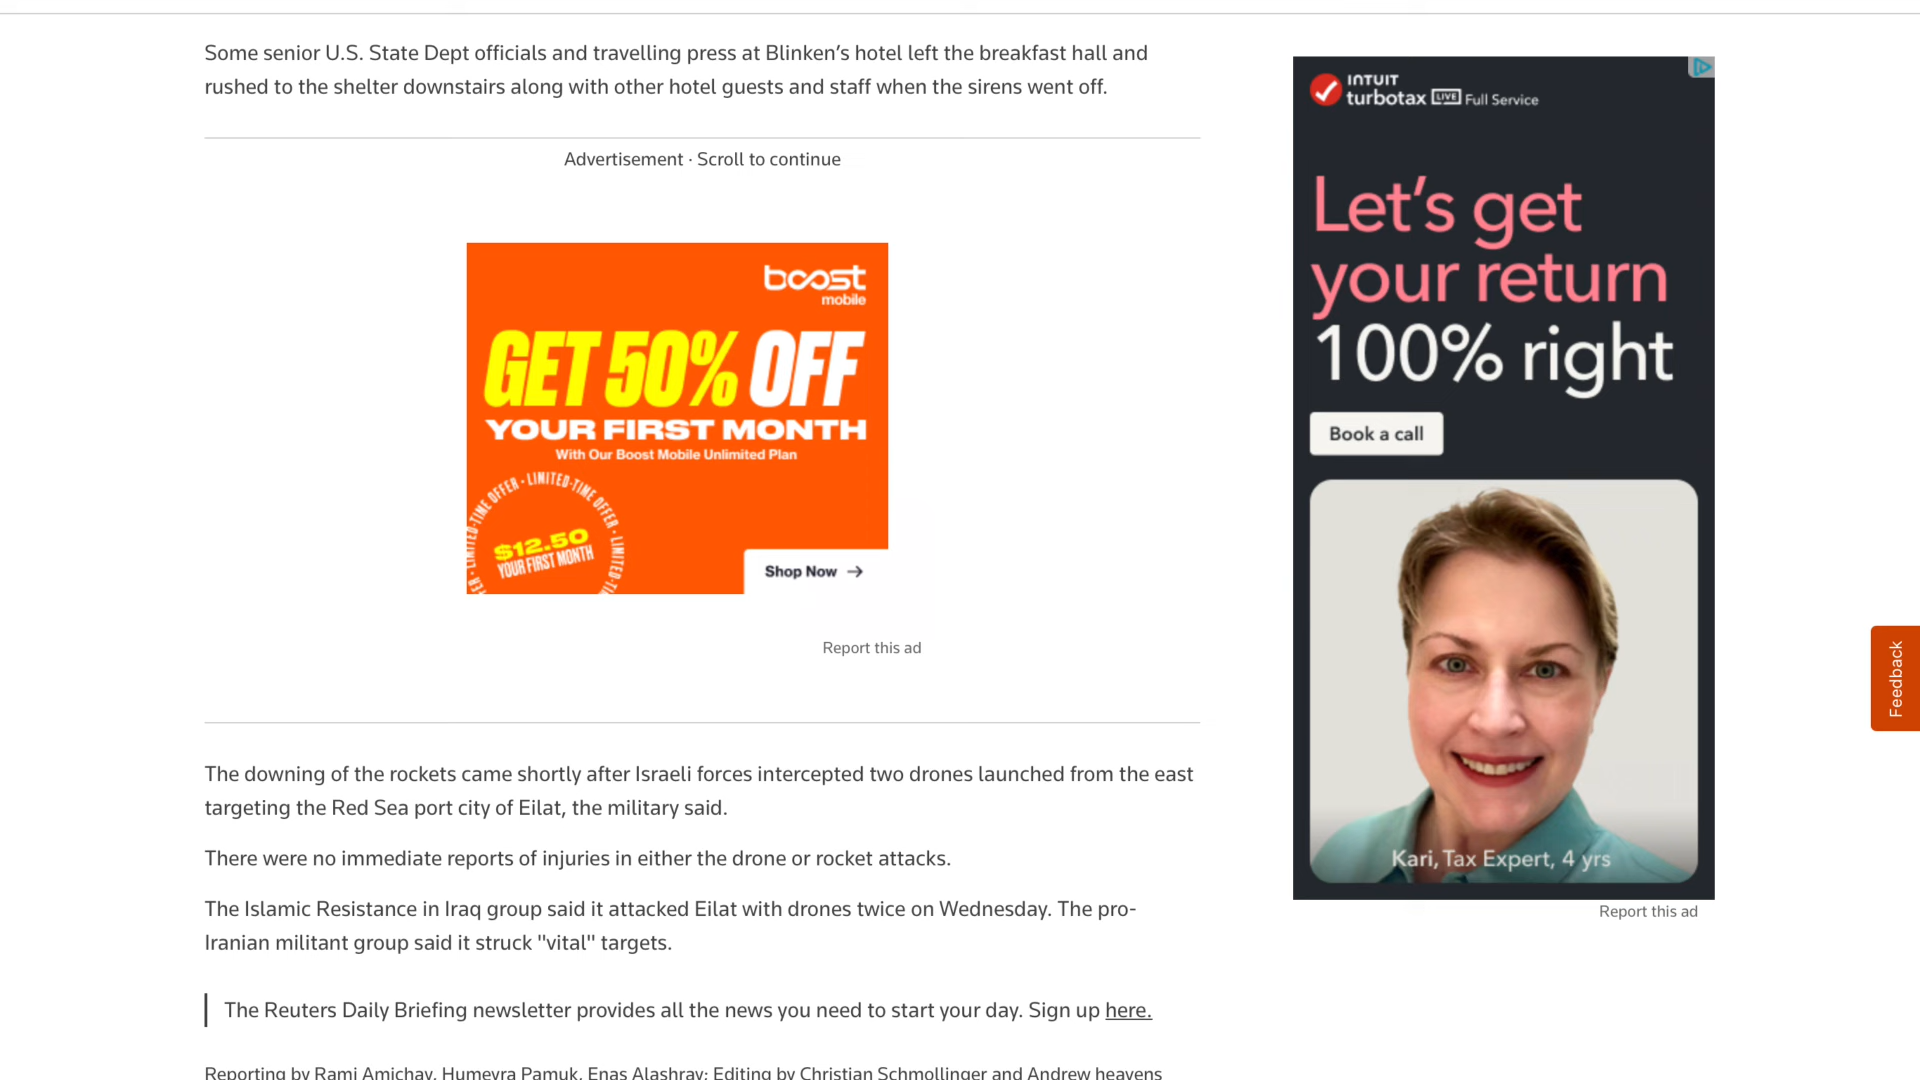 Some senior U.S. State Dept officials and travelling press at Blinken’s hotel left the breakfast hall and
rushed to the shelter downstairs along with other hotel guests and staff when the sirens went off.
Advertisement · Scroll to continue
boost
mobile
GET 50% OFF
YOUR FIRST MONTH
With Our Boost Mobile Unlimited Plan
LIMITED-TIME OFFER • LIMITED-TIME OFFER • LIMITED-TI
$12.50
YOUR FIRST MONTH
Shop Now →
Report this ad
The downing of the rockets came shortly after Israeli forces intercepted two drones launched from the east
targeting the Red Sea port city of Eilat, the military said.
There were no immediate reports of injuries in either the drone or rocket attacks.
The Islamic Resistance in Iraq group said it attacked Eilat with drones twice on Wednesday. The pro-
Iranian militant group said it struck "vital" targets.
The Reuters Daily Briefing newsletter provides all the news you need to start your day. Sign up here.
Reporting by Rami Amichay, Humeyra Pamuk, Enas Alashray; Editing by Christian Schmollinger and Andrew heavens
INTUIT
turbotax LIVE Full Service
Let’s get
your return
100% right
Book a call
Kari, Tax Expert, 4 yrs
Report this ad
Feedback